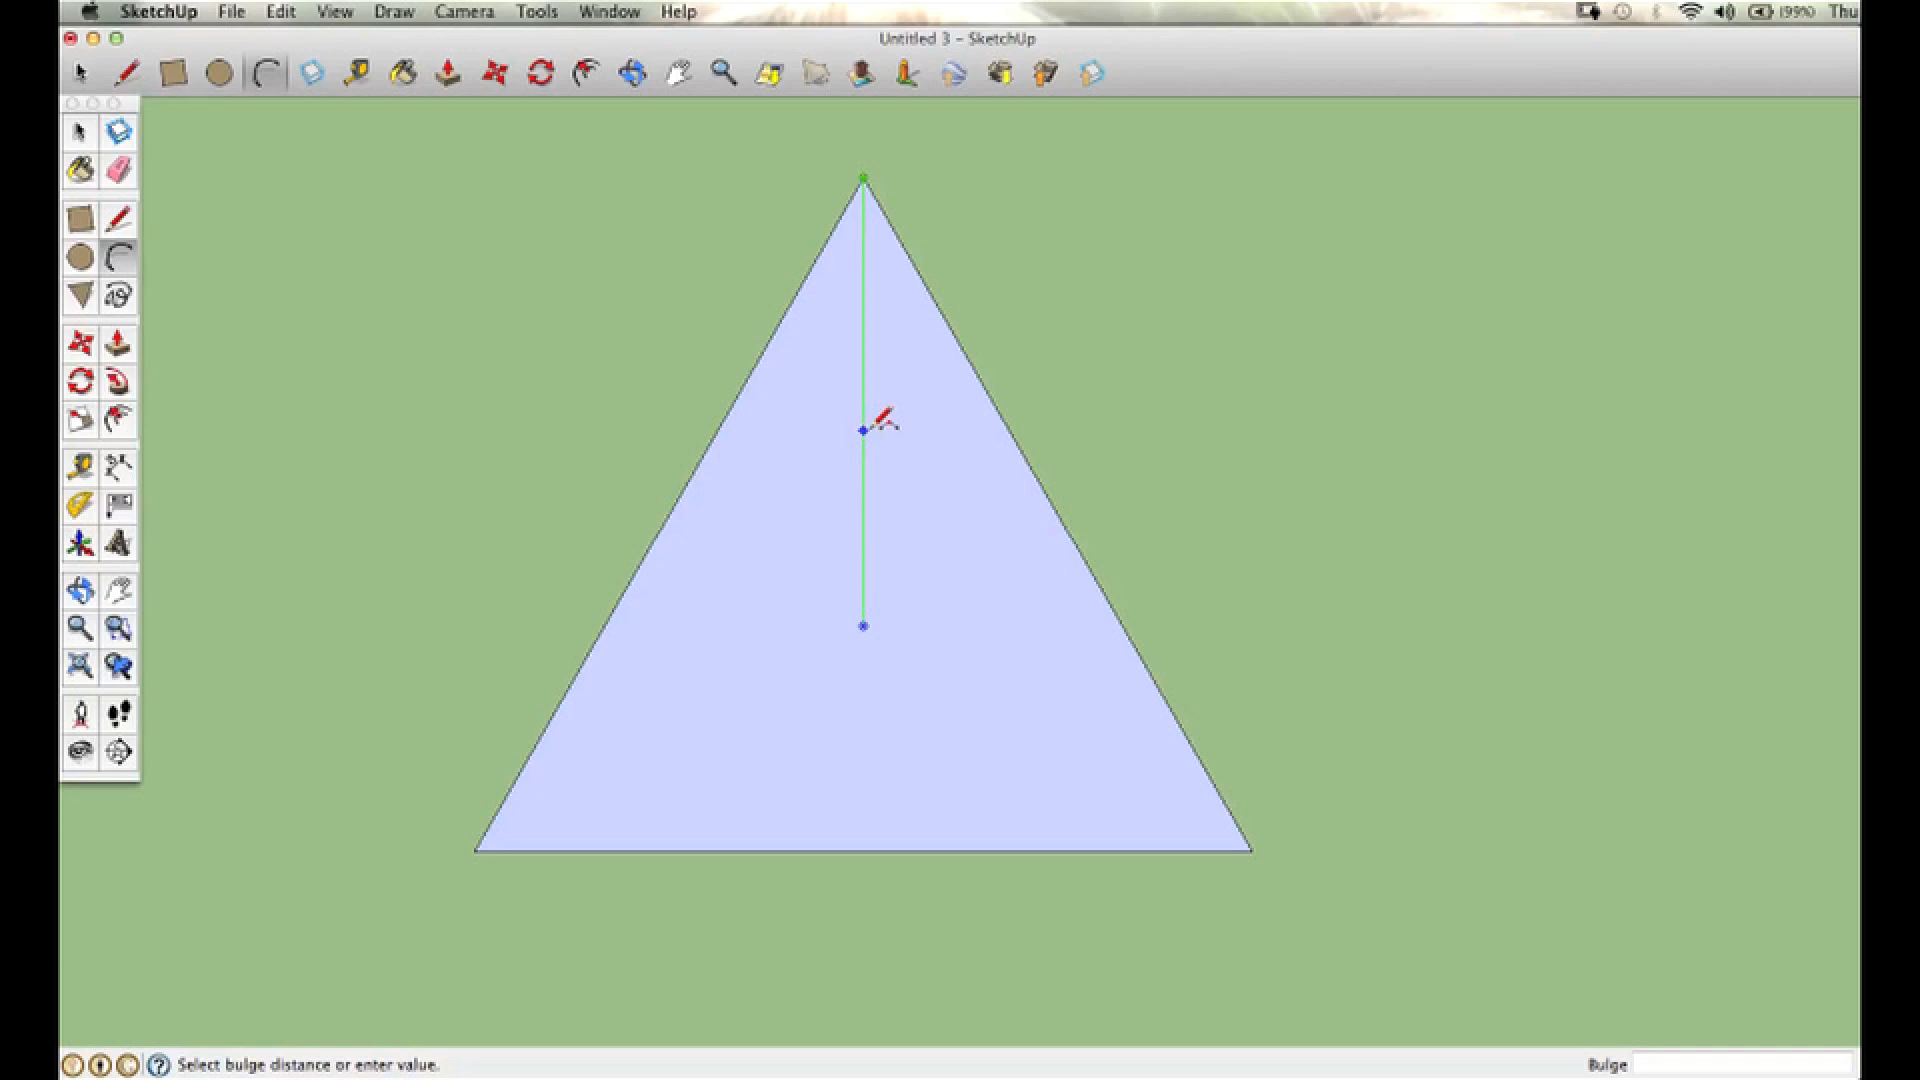 SketchUp File Edit View Draw Camera Tools Window Help (99%) Thu
Untitled 3 – SketchUp
Select bulge distance or enter value. Bulge